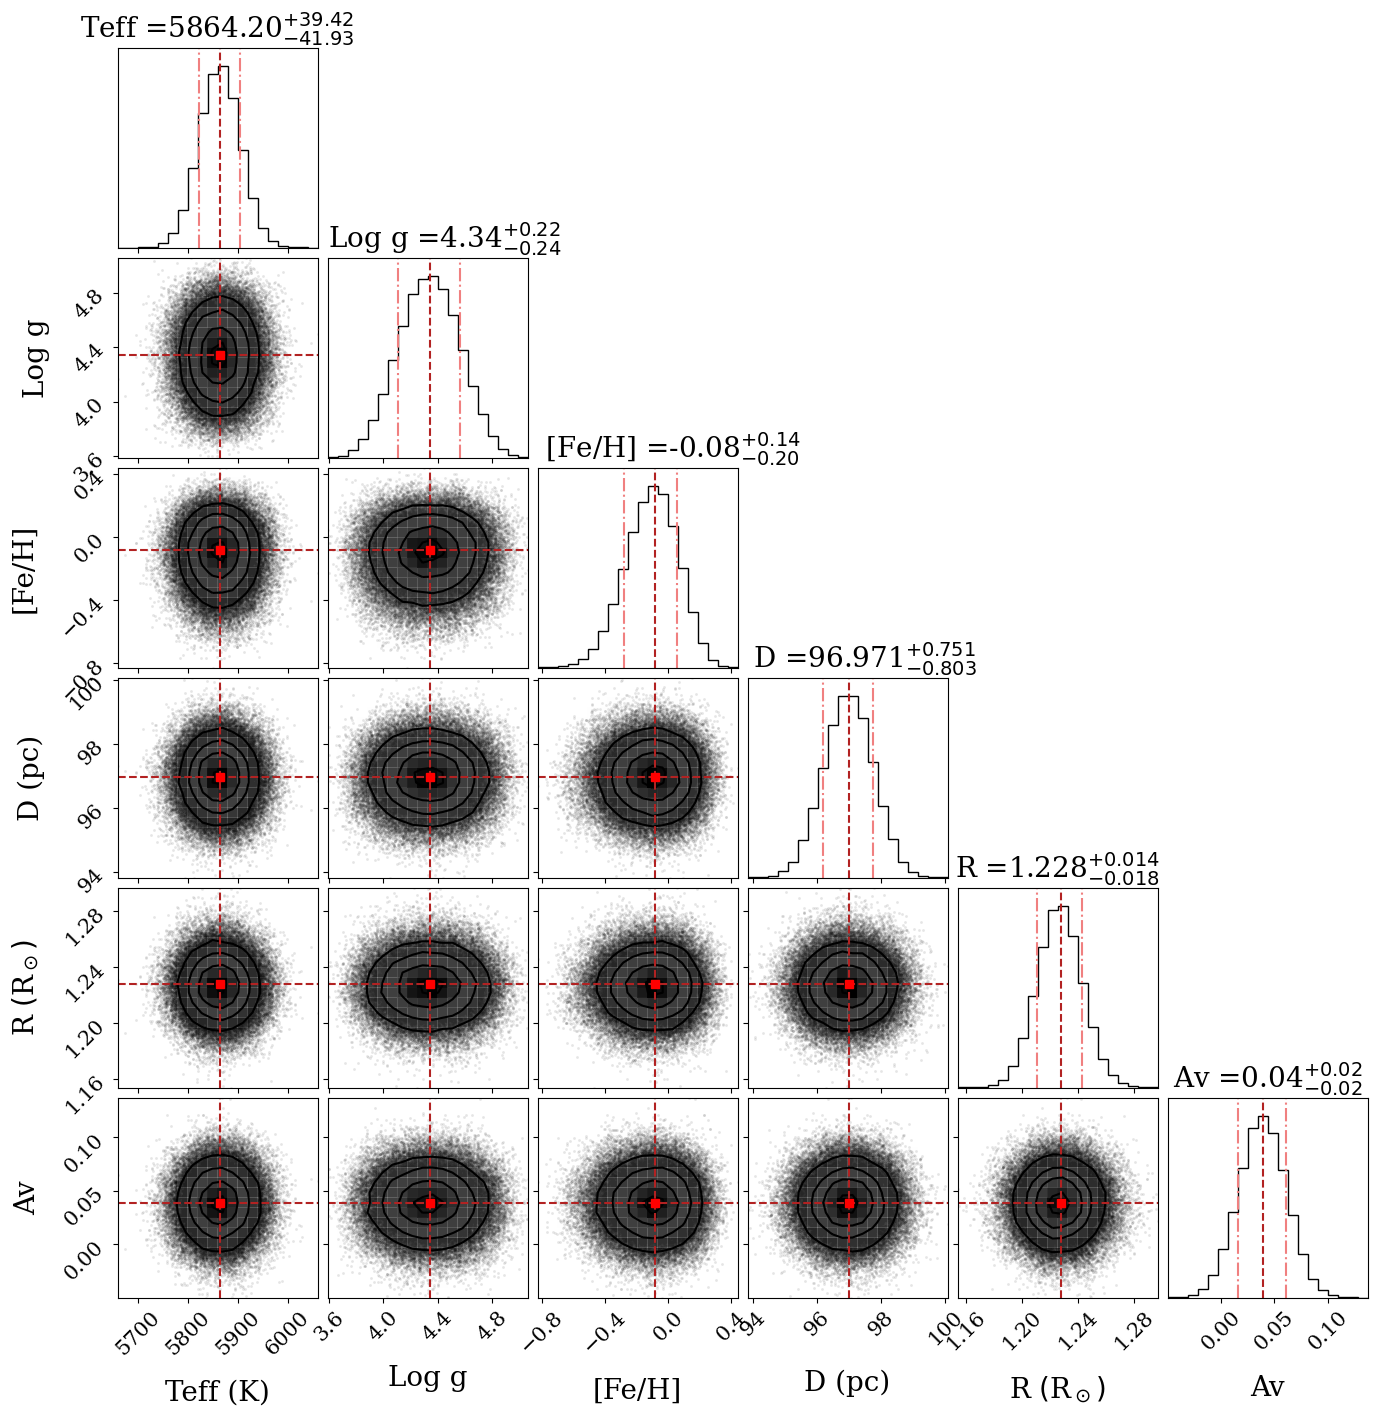 Teff =5864.20+39.42−41.93
Log g =4.34+0.22−0.24
4.8
4.4
4.0
3.6
Log g
[Fe/H] =-0.08+0.14−0.20
0.4
0.0
−0.4
−0.8
[Fe/H]
D =96.971+0.751−0.803
100
98
96
94
D (pc)
R =1.228+0.014−0.018
1.28
1.24
1.20
1.16
R (R⊙)
Av =0.04+0.02−0.02
0.10
0.05
0.00
Av
5700 5800 5900 6000 3.6 4.0 4.4 4.8 −0.8 −0.4 0.0 0.4 94 96 98 100 1.16 1.20 1.24 1.28 0.00 0.05 0.10
Teff (K) Log g [Fe/H] D (pc) R (R⊙) Av